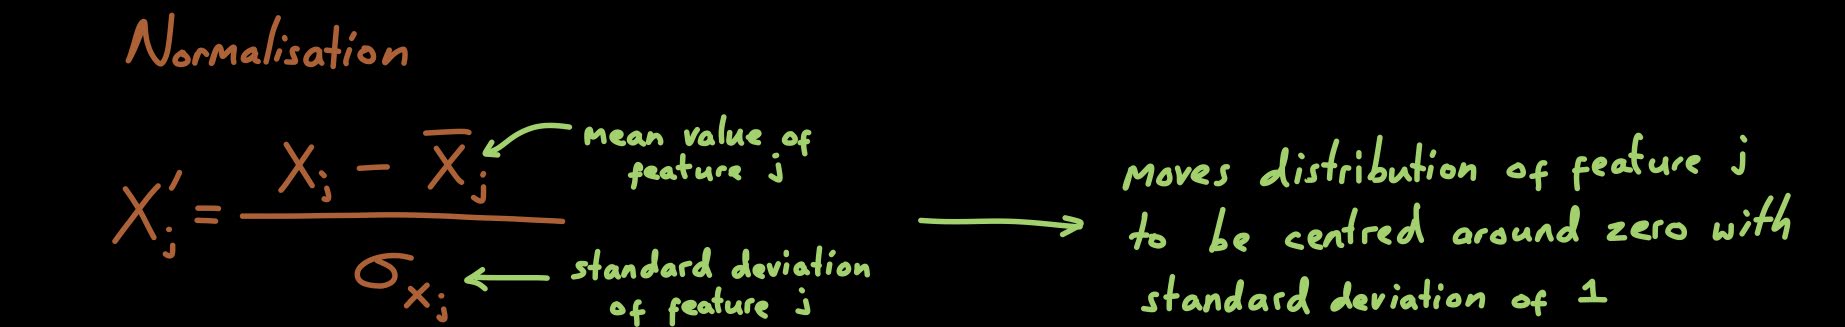 Normalisation
X'j = (Xj - X̄j) / σxj
mean value of
feature j
standard deviation
of feature j
moves distribution of feature j
to be centred around zero with
standard deviation of 1